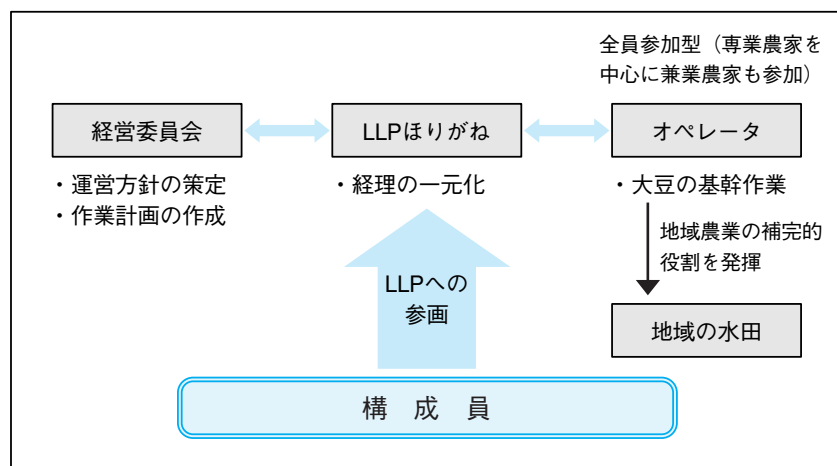 全員参加型（専業農家を
中心に兼業農家も参加）
経営委員会
LLPほりがね
オペレータ
・運営方針の策定
・作業計画の作成
・経理の一元化
・大豆の基幹作業
地域農業の補完的
役割を発揮
LLPへの
参画
地域の水田
構 成 員